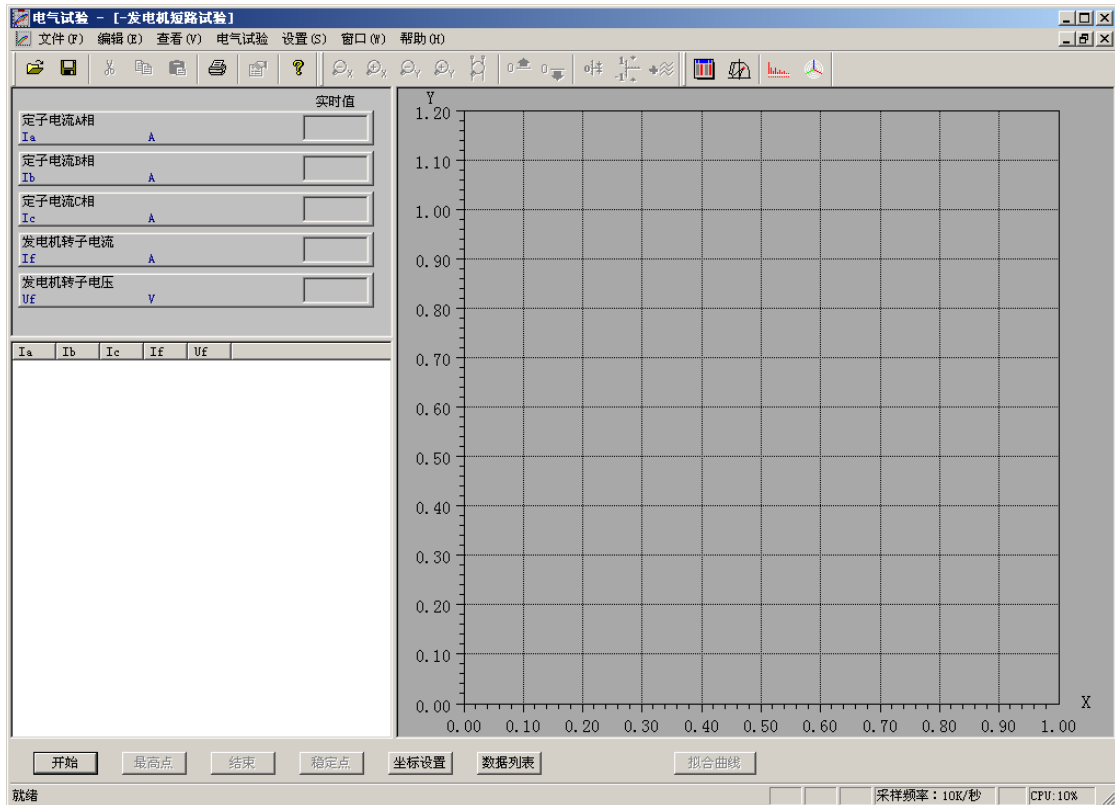 电气试验 - [-发电机短路试验]
文件(F) 编辑(E) 查看(V) 电气试验 设置(S) 窗口(W) 帮助(H)
实时值
定子电流A相
Ia A
定子电流B相
Ib A
定子电流C相
Ic A
发电机转子电流
If A
发电机转子电压
Uf V
Ia Ib Ic If Uf
Y
1.20
1.10
1.00
0.90
0.80
0.70
0.60
0.50
0.40
0.30
0.20
0.10
0.00
X
0.00 0.10 0.20 0.30 0.40 0.50 0.60 0.70 0.80 0.90 1.00
开始 最高点 结束 稳定点 坐标设置 数据列表 拟合曲线
就绪 采样频率：10K/秒 CPU:10%